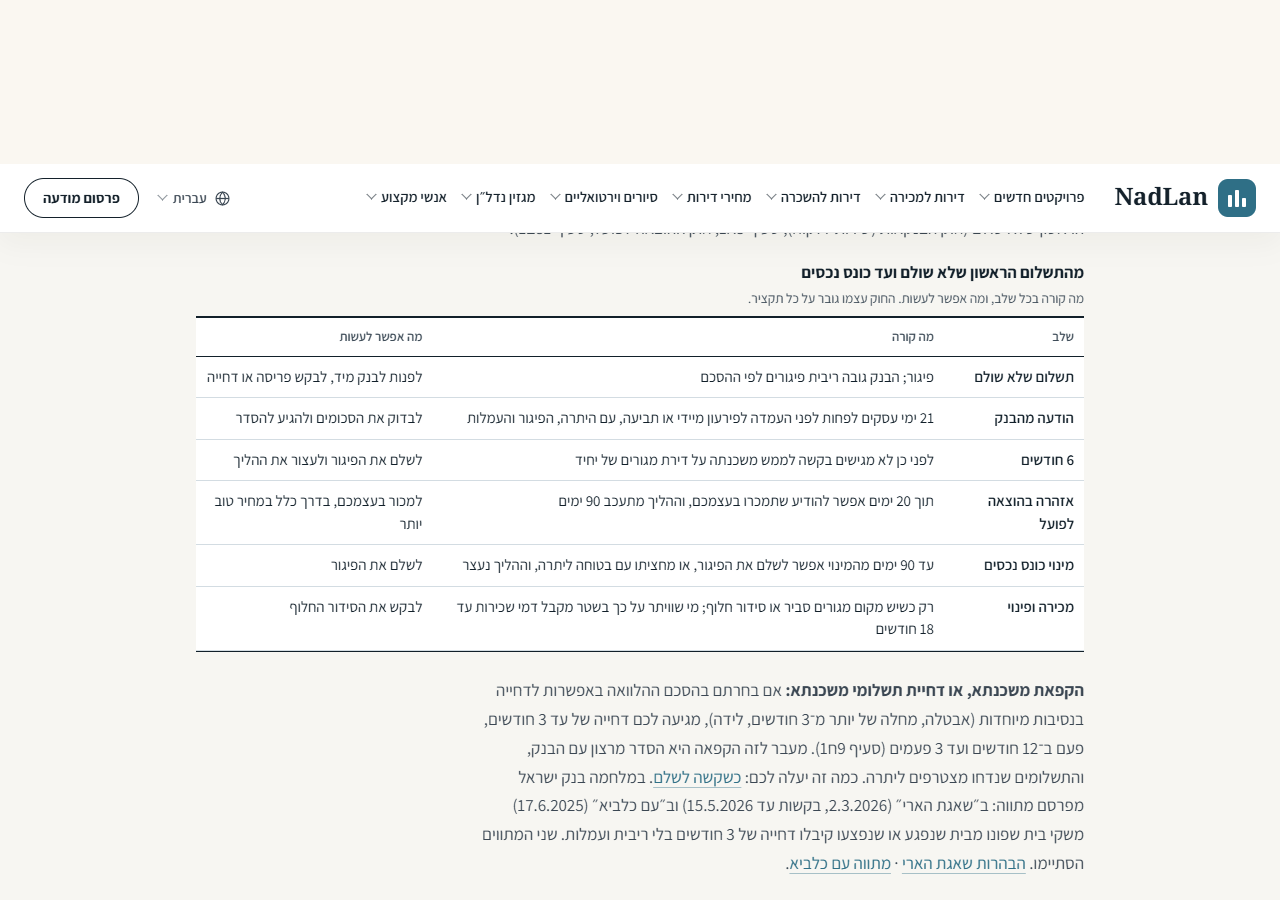 NadLan
פרויקטים חדשים
דירות למכירה
דירות להשכרה
מחירי דירות
סיורים וירטואליים
מגזין נדל״ן
אנשי מקצוע
עברית
פרסום מודעה
מהתשלום הראשון שלא שולם ועד כונס נכסים
מה קורה בכל שלב, ומה אפשר לעשות. החוק עצמו גובר על כל תקציר.
שלב מה קורה מה אפשר לעשות
תשלום שלא שולם פיגור; הבנק גובה ריבית פיגורים לפי ההסכם לפנות לבנק מיד, לבקש פריסה או דחייה
הודעה מהבנק 21 ימי עסקים לפחות לפני העמדה לפירעון מיידי או תביעה, עם היתרה, הפיגור והעמלות לבדוק את הסכומים ולהגיע להסדר
6 חודשים לפני כן לא מגישים בקשה לממש משכנתה על דירת מגורים של יחיד לשלם את הפיגור ולעצור את ההליך
אזהרה בהוצאה לפועל תוך 20 ימים אפשר להודיע שתמכרו בעצמכם, וההליך מתעכב 90 ימים למכור בעצמכם, בדרך כלל במחיר טוב יותר
מינוי כונס נכסים עד 90 ימים מהמינוי אפשר לשלם את הפיגור, או מחציתו עם בטוחה ליתרה, וההליך נעצר לשלם את הפיגור
מכירה ופינוי רק כשיש מקום מגורים סביר או סידור חלוף; מי שוויתר על כך בשטר מקבל דמי שכירות עד 18 חודשים לבקש את הסידור החלוף
הקפאת משכנתא, או דחיית תשלומי משכנתא: אם בחרתם בהסכם ההלוואה באפשרות לדחייה
בנסיבות מיוחדות (אבטלה, מחלה של יותר מ־3 חודשים, לידה), מגיעה לכם דחייה של עד 3 חודשים,
פעם ב־12 חודשים ועד 3 פעמים (סעיף 9ח1). מעבר לזה הקפאה היא הסדר מרצון עם הבנק,
והתשלומים שנדחו מצטרפים ליתרה. כמה זה יעלה לכם: כשקשה לשלם. במלחמה בנק ישראל
מפרסם מתווה: ב״שאגת הארי״ (2.3.2026, בקשות עד 15.5.2026) וב״עם כלביא״ (17.6.2025)
משקי בית שפונו מבית שנפגע או שנפצעו קיבלו דחייה של 3 חודשים בלי ריבית ועמלות. שני המתווים
הסתיימו. הבהרות שאגת הארי · מתווה עם כלביא.